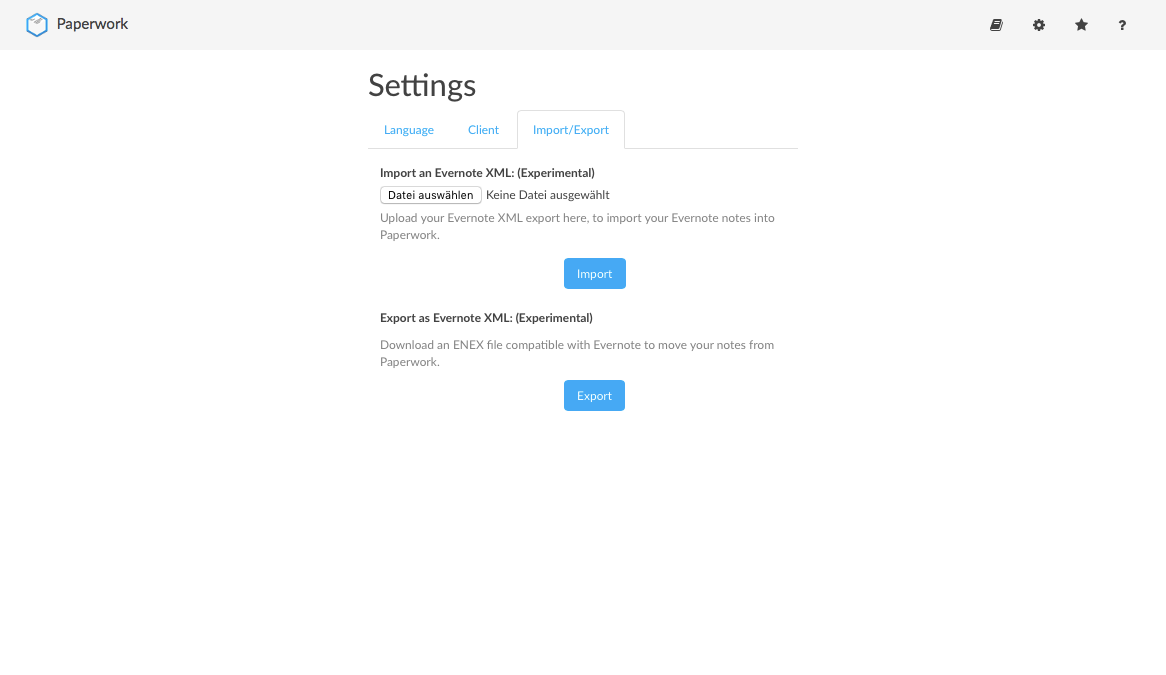 Paperwork
?
Settings
Language
Client
Import/Export
Import an Evernote XML: (Experimental)
Datei auswählen Keine Datei ausgewählt
Upload your Evernote XML export here, to import your Evernote notes into
Paperwork.
Import
Export as Evernote XML: (Experimental)
Download an ENEX file compatible with Evernote to move your notes from
Paperwork.
Export